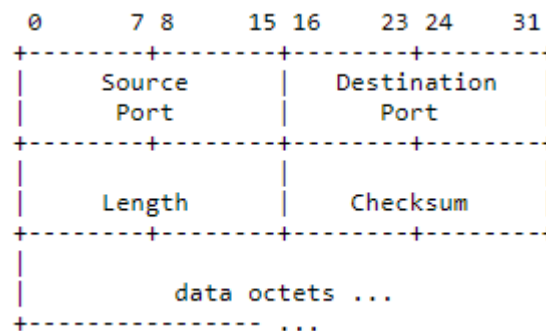 0 7 8 15 16 23 24 31
+--------+--------+--------+--------
| Source | Destination
| Port | Port
+--------+--------+--------+--------
| |
| Length | Checksum
+--------+--------+--------+--------
|
| data octets ...
+---------------- ...